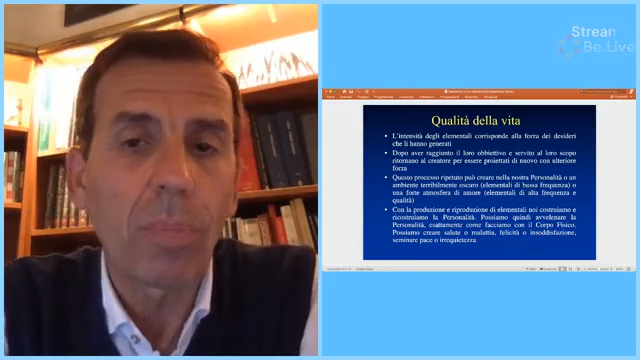 Stream
Be.Live
Qualità della vita
L'intensità degli elementali corrisponde alla forza dei desideri
che li hanno generati
Dopo aver raggiunto il loro obbiettivo e servito al loro scopo
ritornano al creatore per essere proiettati di nuovo con ulteriore
forza
Questo processo ripetuto può creare nella nostra Personalità o un
ambiente terribilmente oscuro (elementali di bassa frequenza) o
una forte atmosfera di amore (elementali di alta frequenza e
qualità)
Con la produzione e riproduzione di elementali noi costruiamo e
ricostruiamo la Personalità. Possiamo quindi avvelenare la
Personalità, esattamente come facciamo con il Corpo Fisico.
Possiamo creare salute o malattia, felicità o insoddisfazione,
seminare pace o irrequietezza